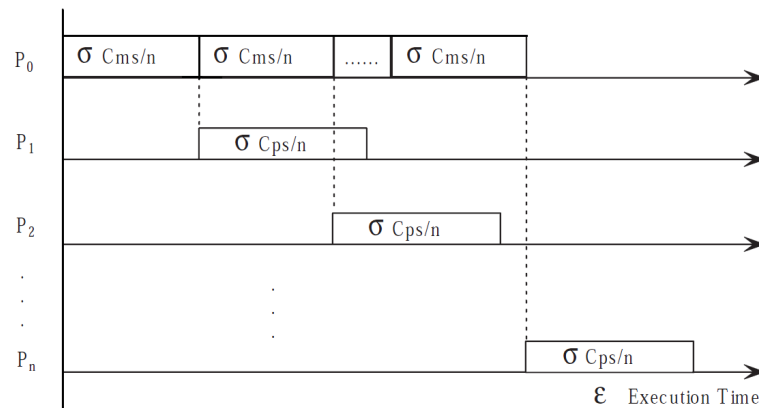 P0 σ Cms/n σ Cms/n ...... σ Cms/n
P1 σ Cps/n
P2 σ Cps/n
Pn σ Cps/n
ε Execution Time